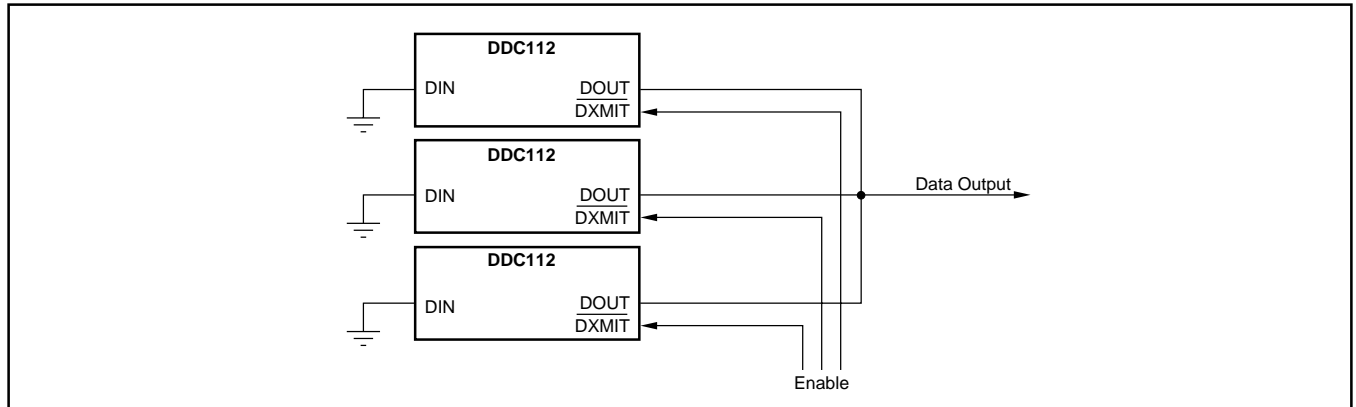 DDC112
DIN DOUT
DXMIT
DDC112
DIN DOUT
DXMIT
Data Output
DDC112
DIN DOUT
DXMIT
Enable